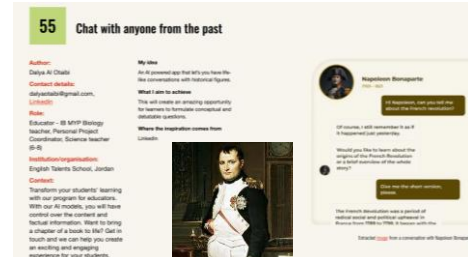 55
Chat with anyone from the past
Author:
Dalya Al Otaibi
Contact details:
dalyaotaibi@gmail.com,
LinkedIn
Role:
Educator - IB MYP Biology
teacher, Personal Project
Coordinator, Science teacher
(6-8)
Institution/organisation:
English Talents School, Jordan
Context:
Transform your students' learning
with our program for educators.
With our AI models, you will have
control over the content and
factual information. Want to bring
a chapter of a book to life? Get in
touch and we can help you create
an exciting and engaging
experience for your students.
My idea
An AI powered app that let's you have life-
like conversations with historical figures.
What I aim to achieve
This will create an amazing opportunity
for learners to formulate conceptual and
debatable questions.
Where the inspiration comes from
LinkedIn
Napoleon Bonaparte
Hi Napoleon, can you tell me
about the French revolution?
Of course, I still remember it as if
it happened just yesterday.
Would you like to learn about the
origins of the French Revolution
or a brief overview of the whole
story?
Give me the short version,
please.
The French Revolution was a period of
radical social and political upheaval in
Extracted image from a conversation with Napoleon Bonaparte